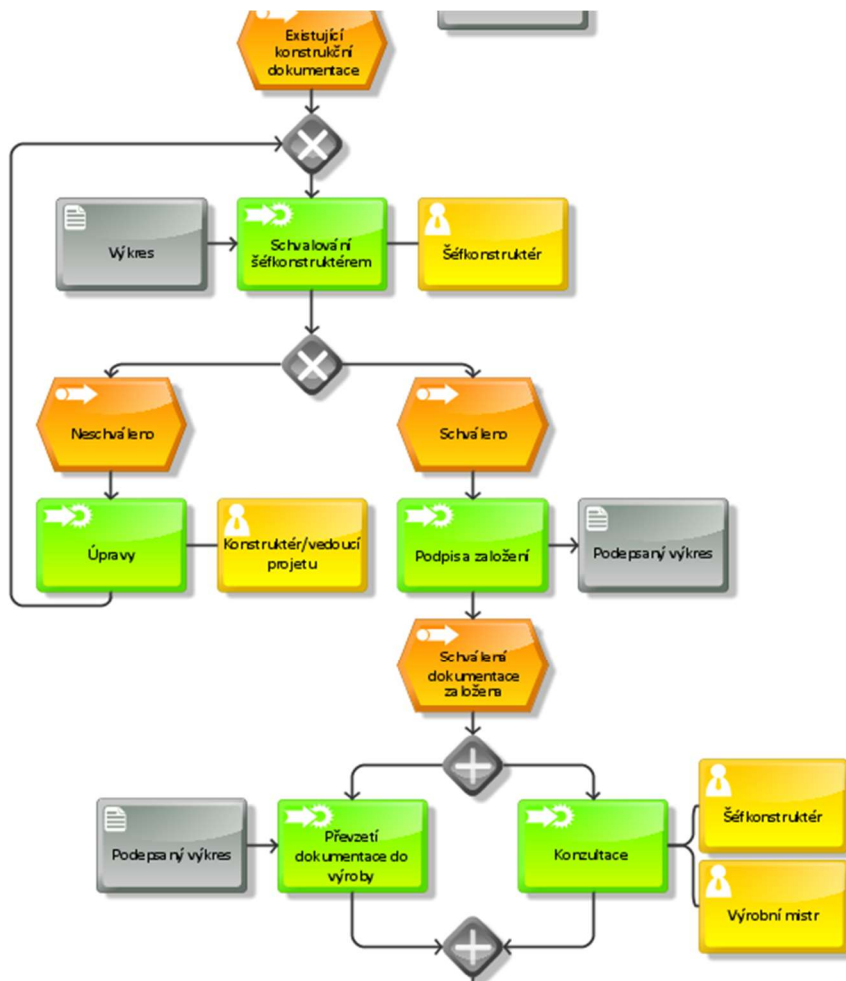 Existující
konstrukční
dokumentace
Výkres
Schvalování
šéfkonstruktérem
Šéfkonstruktér
Neschváleno
Schváleno
Úpravy
Konstruktér/vedoucí
projetu
Podpis a založení
Podepsaný výkres
Schválená
dokumentace
založena
Podepsaný výkres
Převzetí
dokumentace do
výroby
Konzultace
Šéfkonstruktér
Výrobní mistr